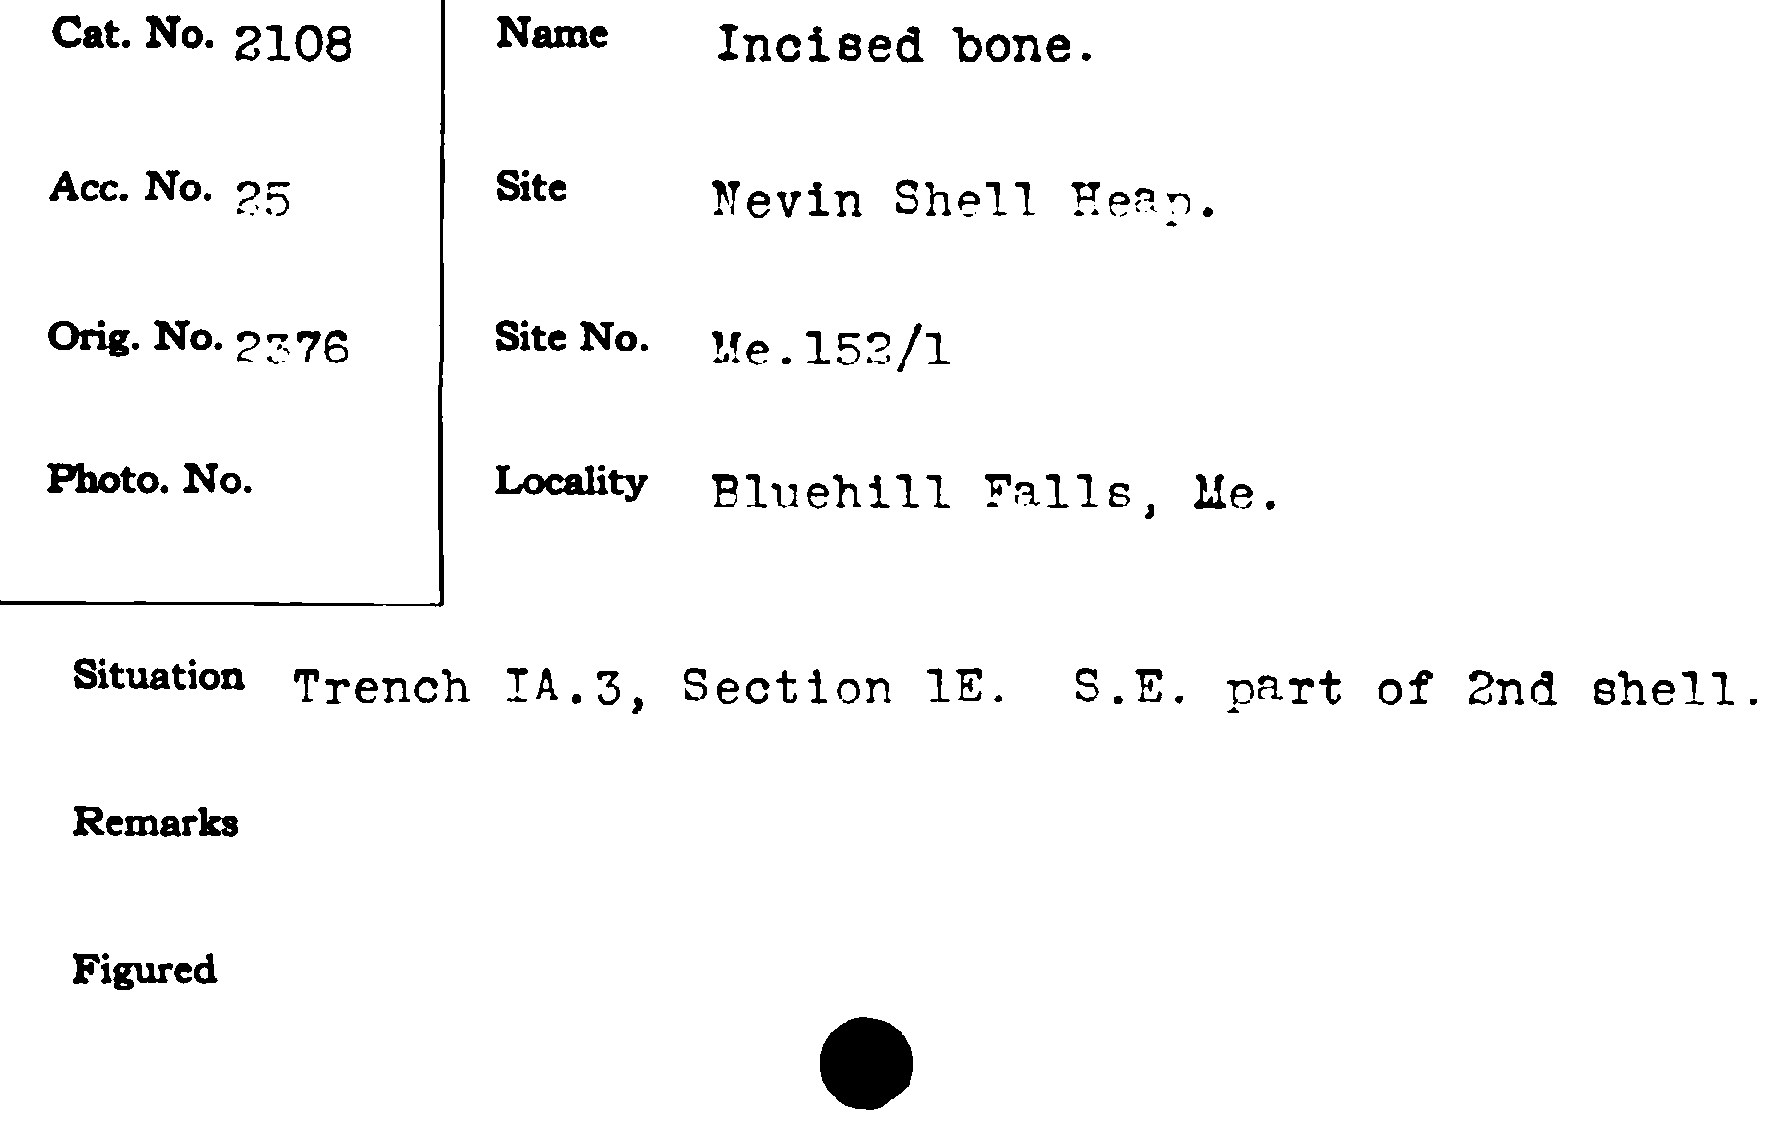 Cat. No. 2108
Name Incised bone.
Acc. No. 25
Site Nevin Shell Heap.
Orig. No. 2376
Site No. Me.152/1
Photo. No.
Locality Bluehill Falls, Me.
Situation Trench IA.3, Section 1E. S.E. part of 2nd shell.
Remarks
Figured